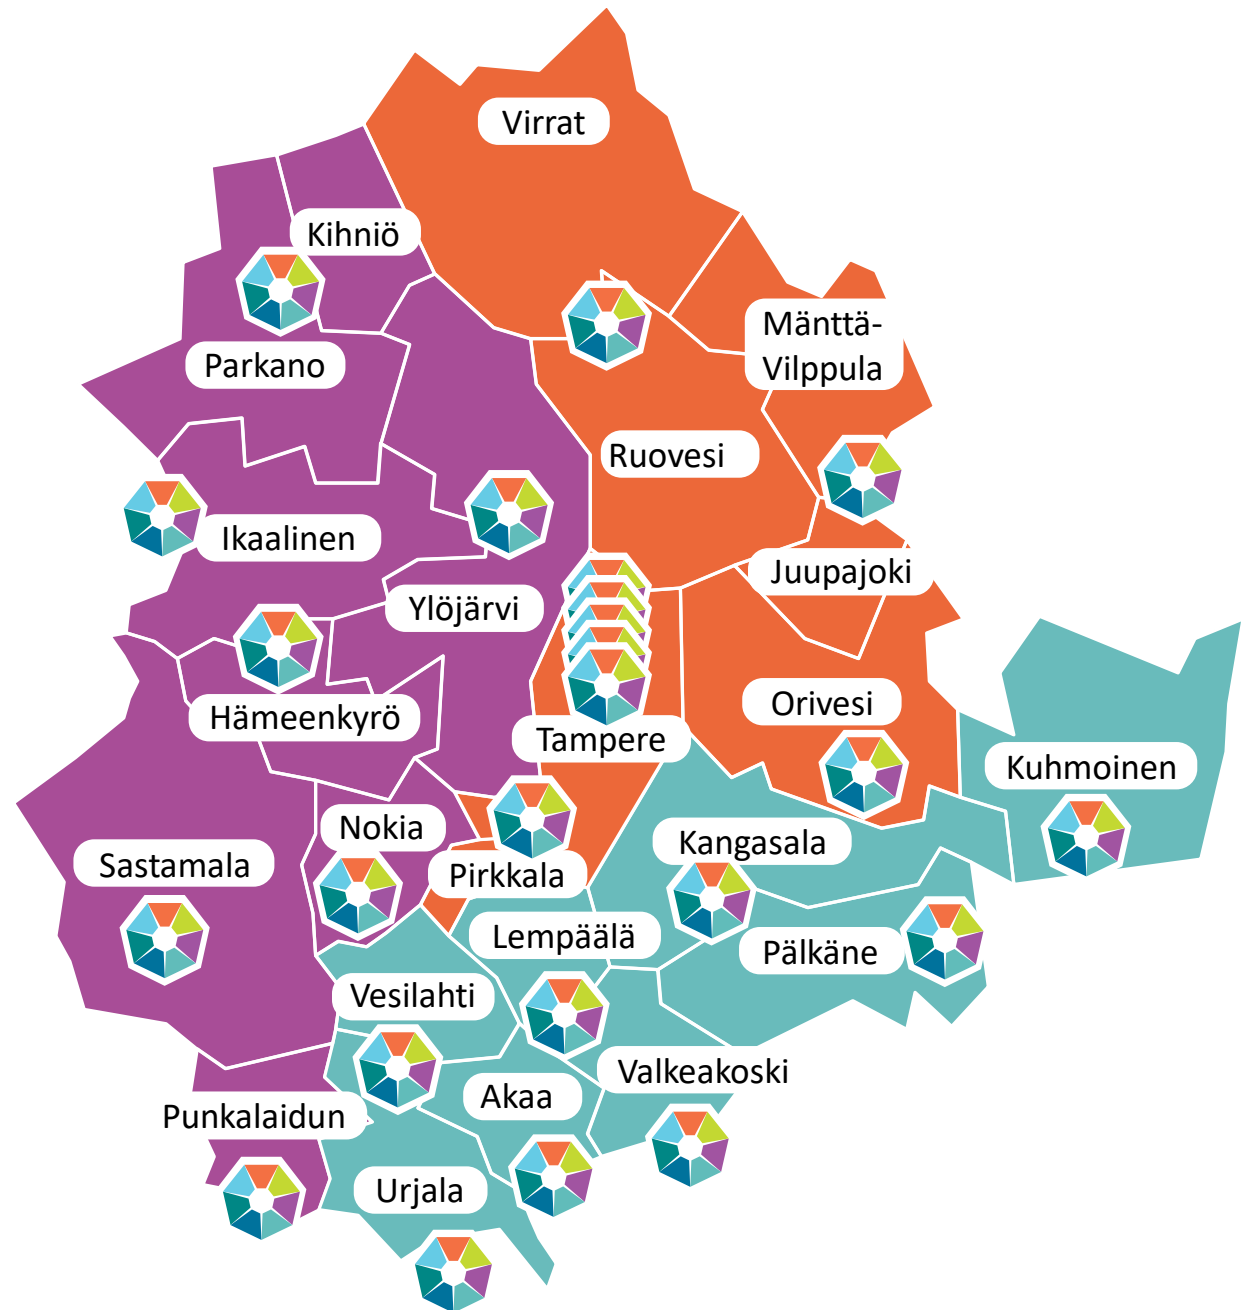 Virrat
Kihniö
Mänttä-
Vilppula
Parkano
Ruovesi
Ikaalinen
Juupajoki
Ylöjärvi
Hämeenkyrö
Orivesi
Tampere
Kuhmoinen
Nokia
Kangasala
Sastamala
Pirkkala
Lempäälä
Pälkäne
Vesilahti
Valkeakoski
Akaa
Punkalaidun
Urjala